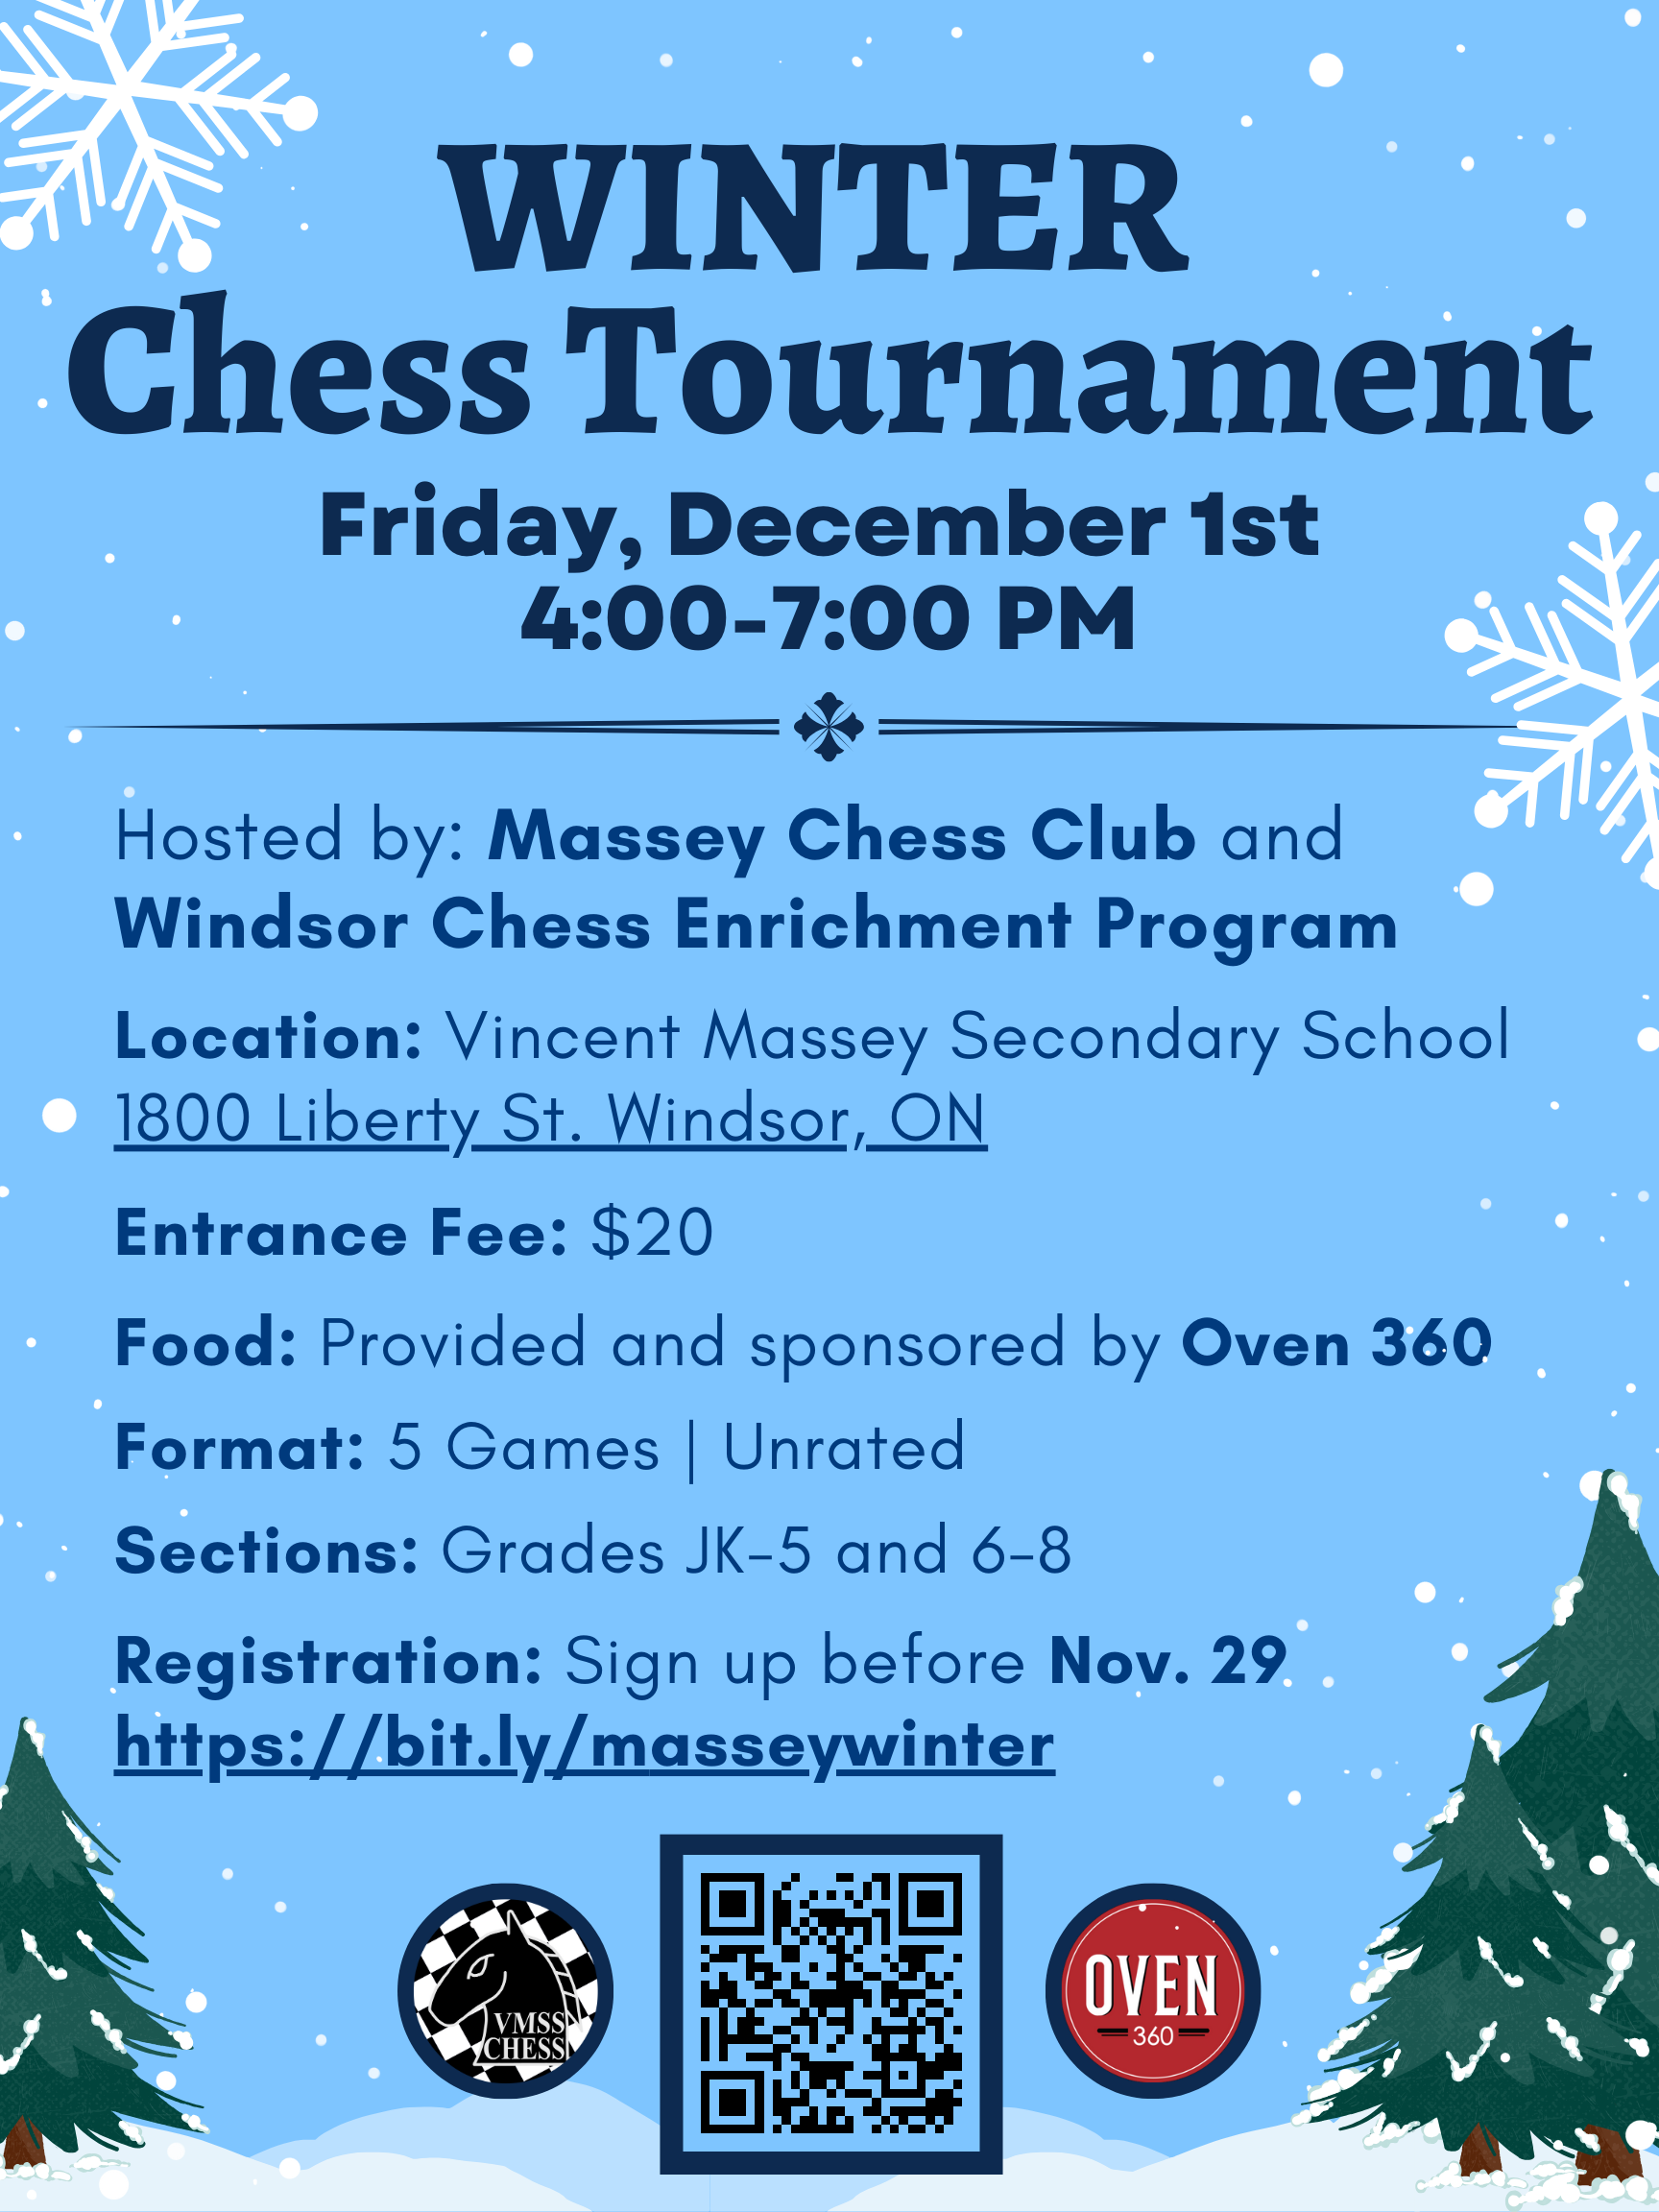 WINTER
Chess Tournament
Friday, December 1st
4:00-7:00 PM
Hosted by: Massey Chess Club and
Windsor Chess Enrichment Program
Location: Vincent Massey Secondary School
1800 Liberty St. Windsor, ON
Entrance Fee: $20
Food: Provided and sponsored by Oven 360
Format: 5 Games | Unrated
Sections: Grades JK-5 and 6-8
Registration: Sign up before Nov. 29
https://bit.ly/masseywinter
VMSS
CHESS
OVEN
360